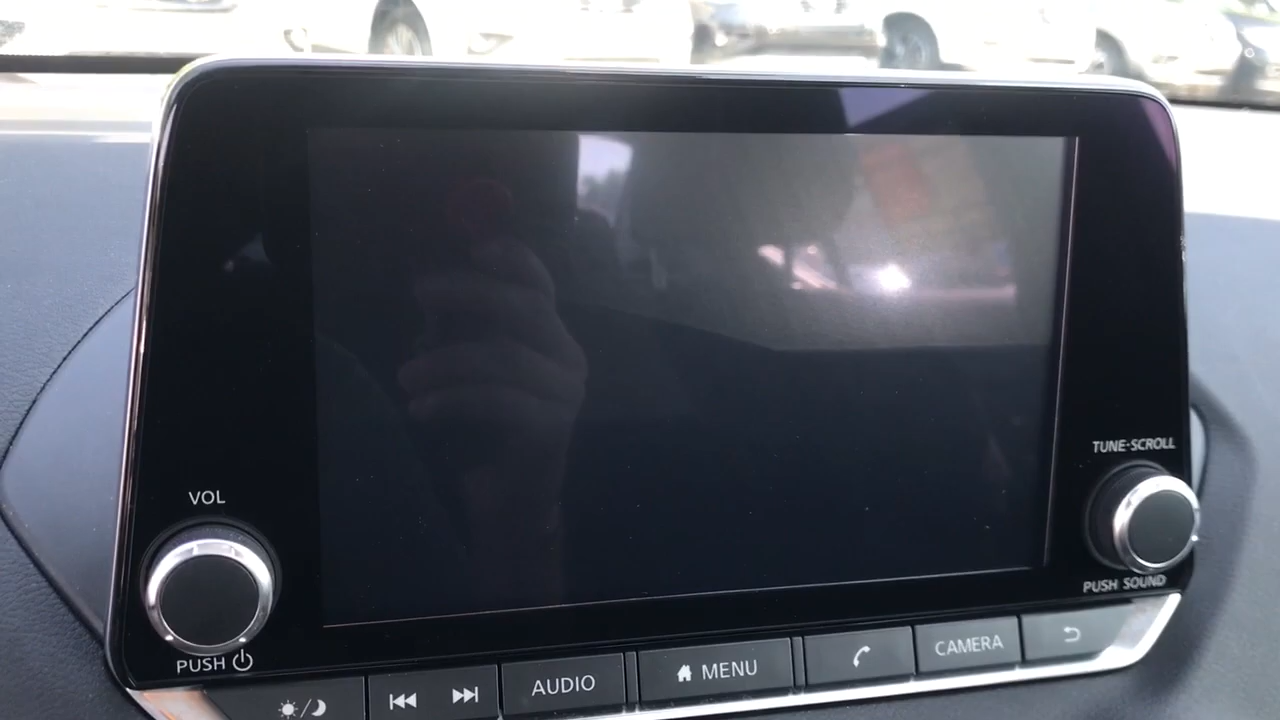 VOL
TUNE·SCROLL
PUSH
PUSH SOUND
AUDIO
MENU
CAMERA